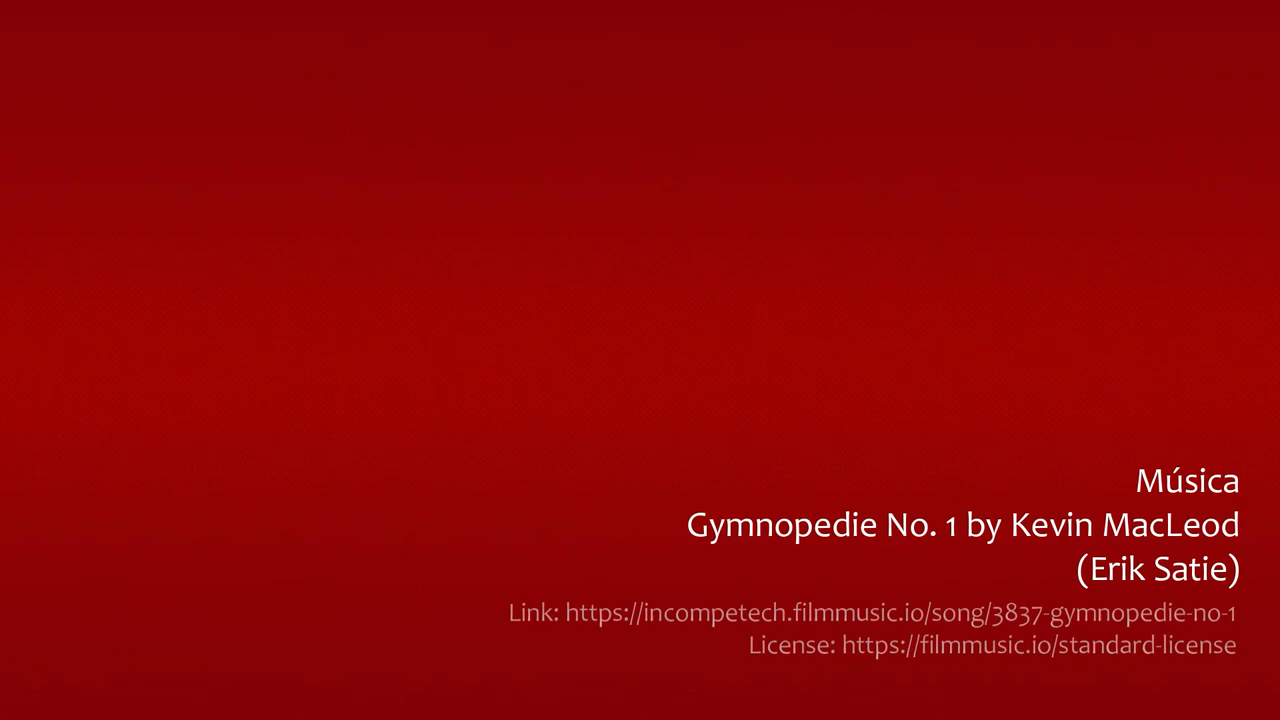 Música
Gymnopedie No. 1 by Kevin MacLeod
(Erik Satie)
Link: https://incompetech.filmmusic.io/song/3837-gymnopedie-no-1
License: https://filmmusic.io/standard-license